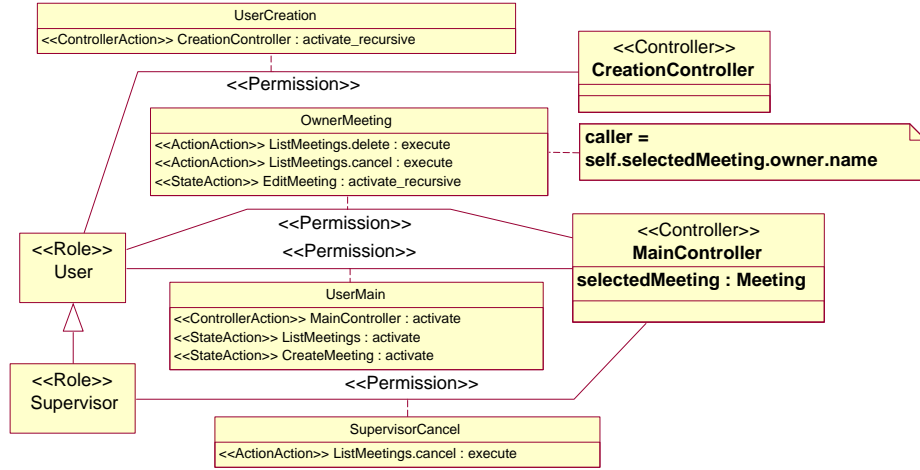 UserCreation
<<ControllerAction>> CreationController : activate_recursive
<<Controller>>
CreationController
<<Permission>>
OwnerMeeting
<<ActionAction>> ListMeetings.delete : execute
<<ActionAction>> ListMeetings.cancel : execute
<<StateAction>> EditMeeting : activate_recursive
caller =
self.selectedMeeting.owner.name
<<Permission>>
<<Role>>
User
<<Permission>>
<<Controller>>
MainController
selectedMeeting : Meeting
UserMain
<<ControllerAction>> MainController : activate
<<StateAction>> ListMeetings : activate
<<StateAction>> CreateMeeting : activate
<<Role>>
Supervisor
<<Permission>>
SupervisorCancel
<<ActionAction>> ListMeetings.cancel : execute